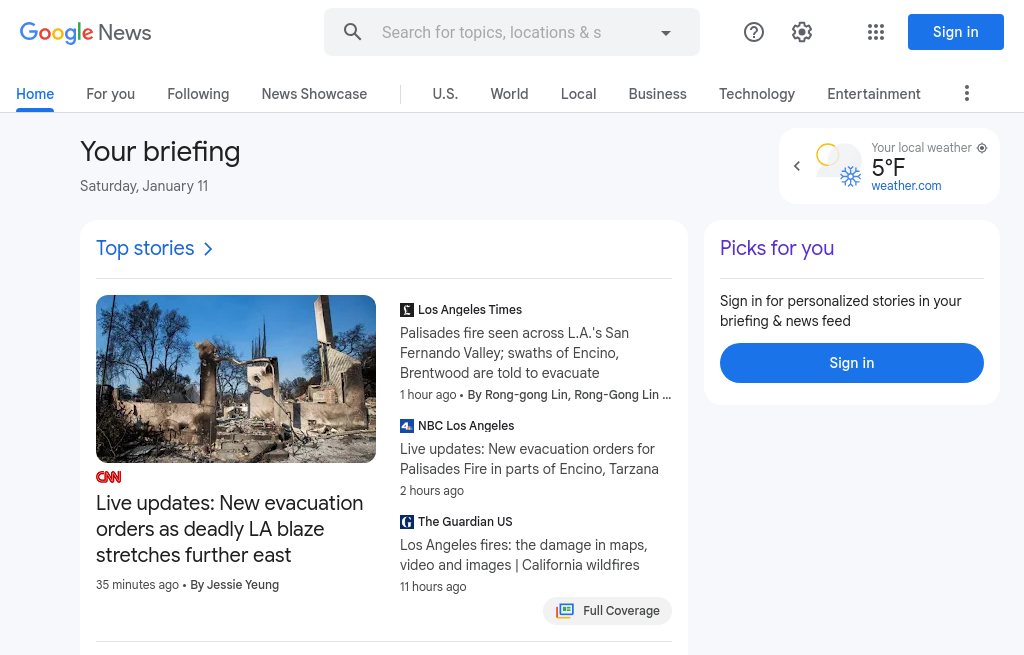 Google News
Search for topics, locations & s
Sign in
Home
For you
Following
News Showcase
U.S.
World
Local
Business
Technology
Entertainment
Your briefing
Saturday, January 11
Your local weather
5°F
weather.com
Top stories
CNN
Live updates: New evacuation
orders as deadly LA blaze
stretches further east
35 minutes ago • By Jessie Yeung
Los Angeles Times
Palisades fire seen across L.A.'s San
Fernando Valley; swaths of Encino,
Brentwood are told to evacuate
1 hour ago • By Rong-gong Lin, Rong-Gong Lin ...
NBC Los Angeles
Live updates: New evacuation orders for
Palisades Fire in parts of Encino, Tarzana
2 hours ago
The Guardian US
Los Angeles fires: the damage in maps,
video and images | California wildfires
11 hours ago
Full Coverage
Picks for you
Sign in for personalized stories in your
briefing & news feed
Sign in